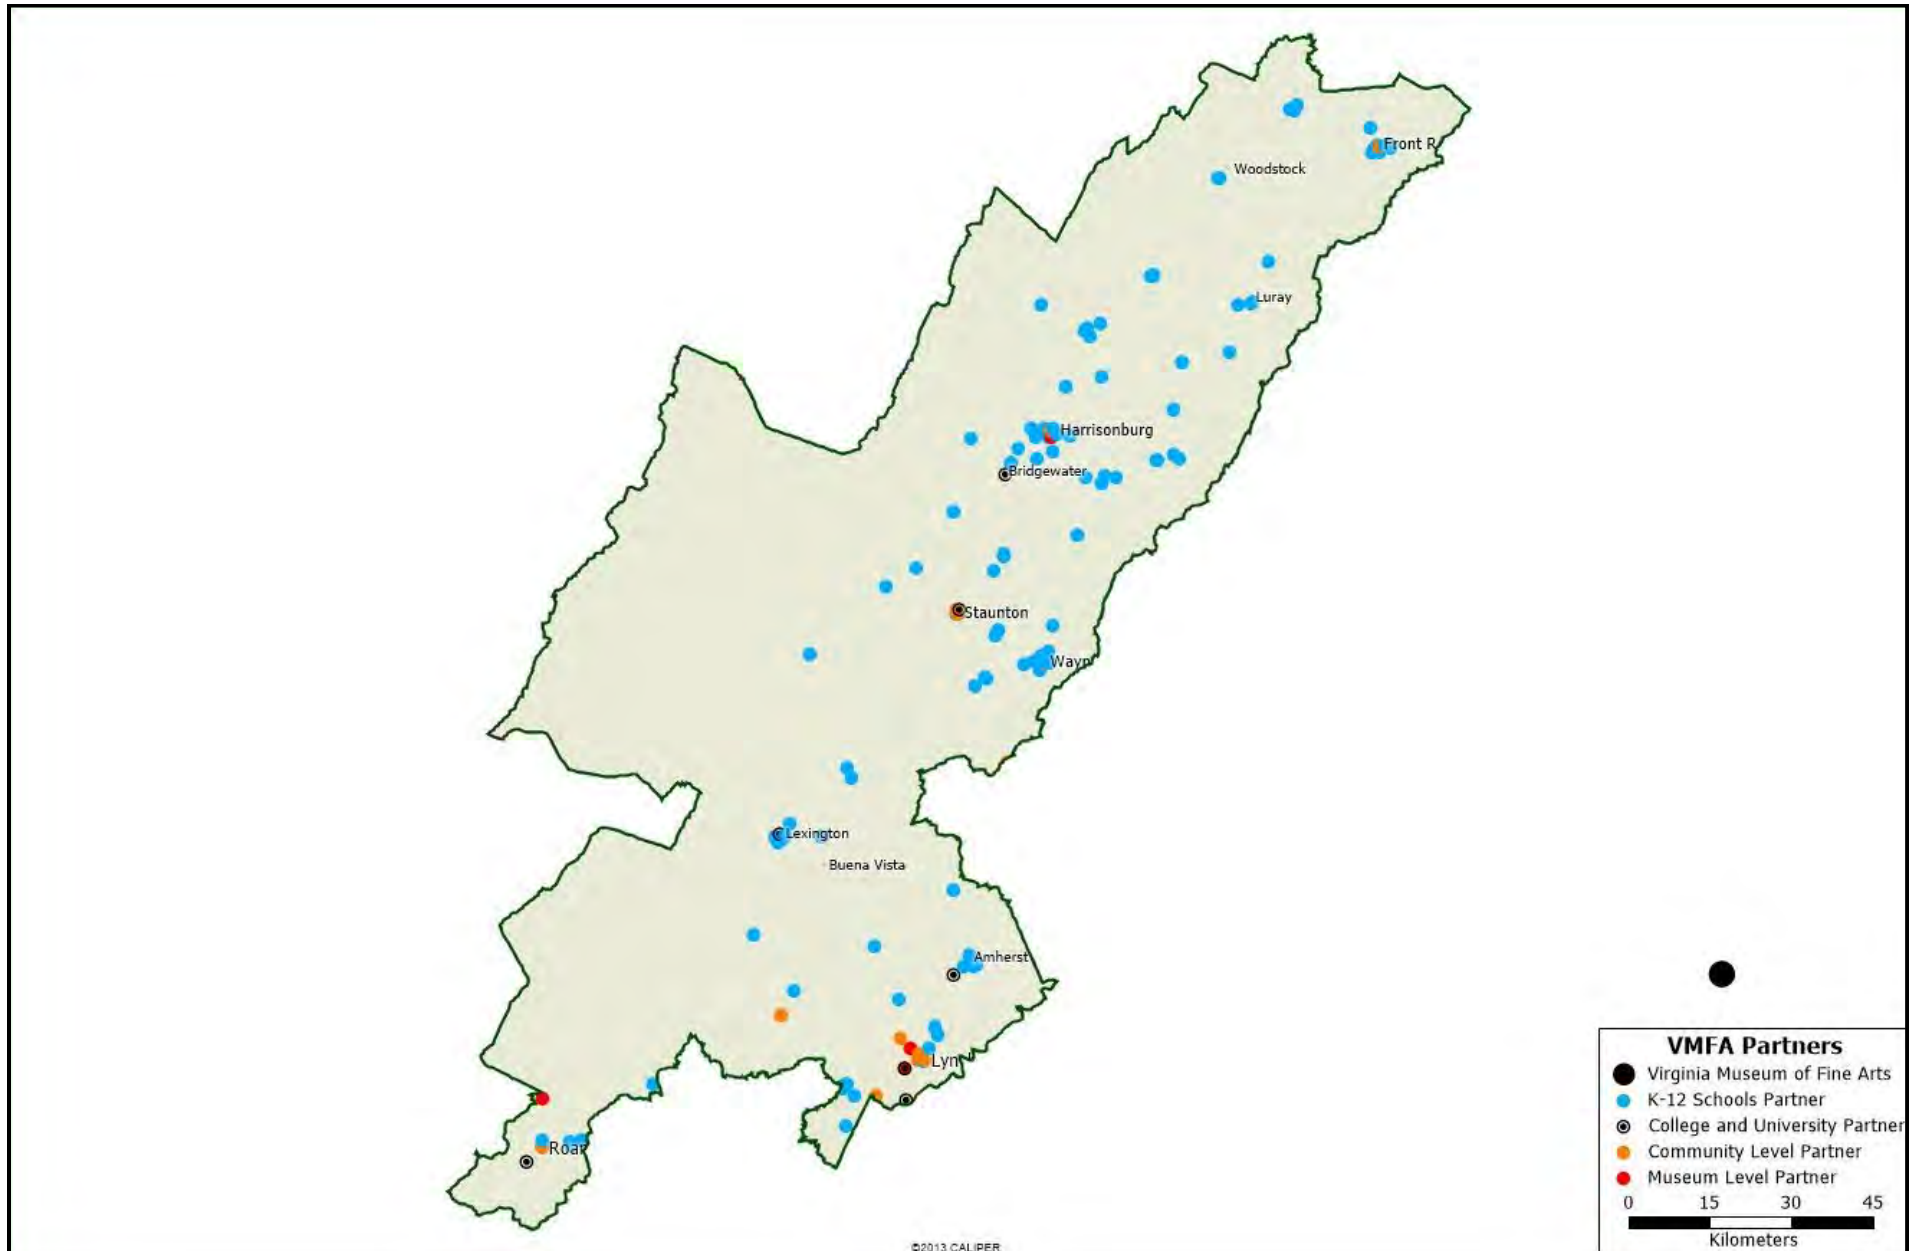 Front R
Woodstock
Luray
Harrisonburg
Bridgewater
Staunton
Wayn
Lexington
Buena Vista
Amherst
Lyn
Roan
VMFA Partners
Virginia Museum of Fine Arts
K-12 Schools Partner
College and University Partner
Community Level Partner
Museum Level Partner
0 15 30 45
Kilometers
©2013 CALIPER